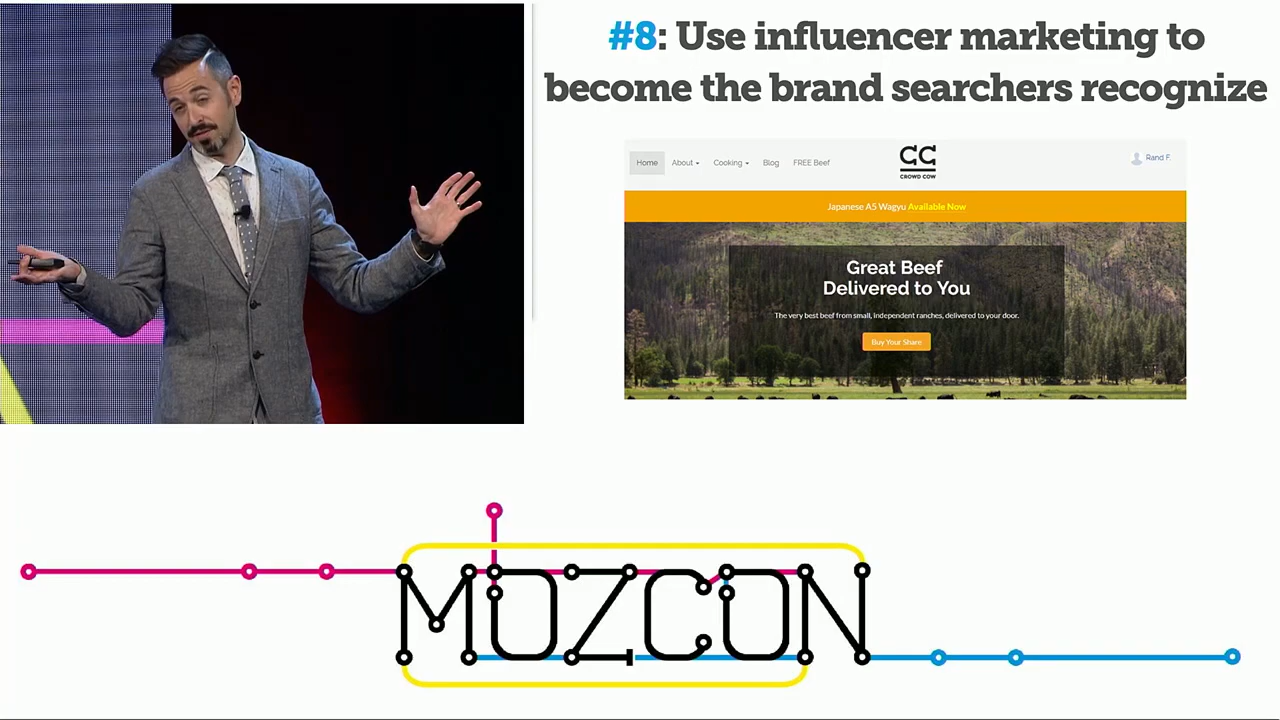 #8: Use influencer marketing to
become the brand searchers recognize
Home About Cooking Blog FREE Beef
CC
CROWD COW
Rand F.
Japanese A5 Wagyu Available Now
Great Beef
Delivered to You
The very best beef from small, independent ranches, delivered to your door.
Buy Your Share
MOZCON